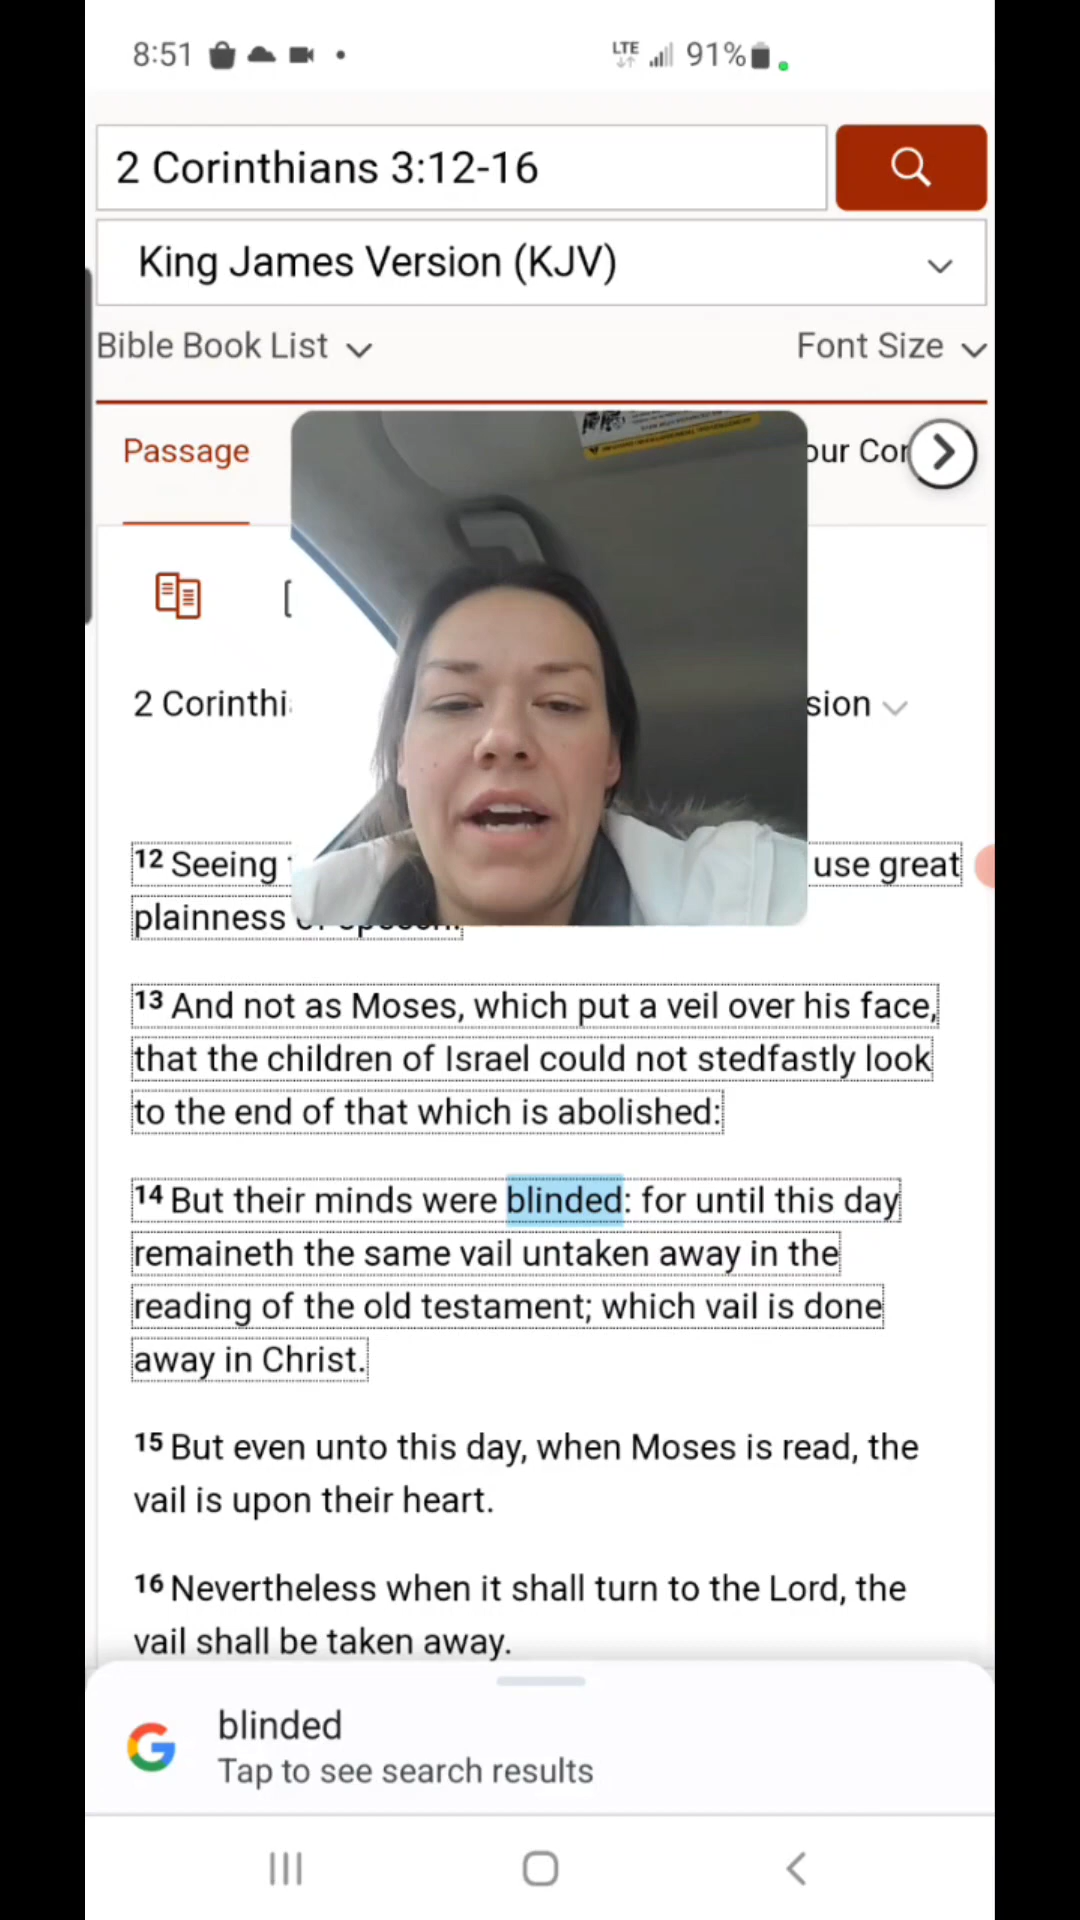 8:51
LTE
91%
2 Corinthians 3:12-16
King James Version (KJV)
Bible Book List
Font Size
Passage
our Cor
2 Corinthi
sion
12 Seeing
use great
plainness of speech.
13 And not as Moses, which put a veil over his face,
that the children of Israel could not stedfastly look
to the end of that which is abolished:
14 But their minds were blinded: for until this day
remaineth the same vail untaken away in the
reading of the old testament; which vail is done
away in Christ.
15 But even unto this day, when Moses is read, the
vail is upon their heart.
16 Nevertheless when it shall turn to the Lord, the
vail shall be taken away.
blinded
Tap to see search results